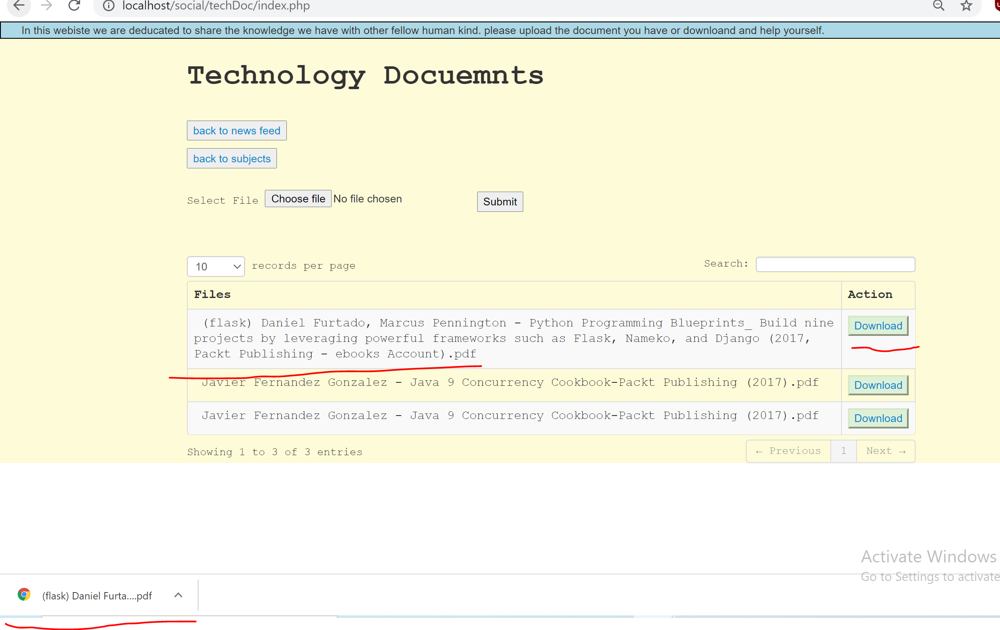 localhost/social/techDoc/index.php
In this webiste we are deducated to share the knowledge we have with other fellow human kind. please upload the document you have or downloand and help yourself.
Technology Docuemnts
back to news feed
back to subjects
Select File Choose file No file chosen Submit
10 records per page Search:
Files Action
(flask) Daniel Furtado, Marcus Pennington - Python Programming Blueprints_ Build nine Download
projects by leveraging powerful frameworks such as Flask, Nameko, and Django (2017,
Packt Publishing - ebooks Account).pdf
Javier Fernandez Gonzalez - Java 9 Concurrency Cookbook-Packt Publishing (2017).pdf Download
Javier Fernandez Gonzalez - Java 9 Concurrency Cookbook-Packt Publishing (2017).pdf Download
Showing 1 to 3 of 3 entries ← Previous 1 Next →
Activate Windows
Go to Settings to activate
(flask) Daniel Furta....pdf